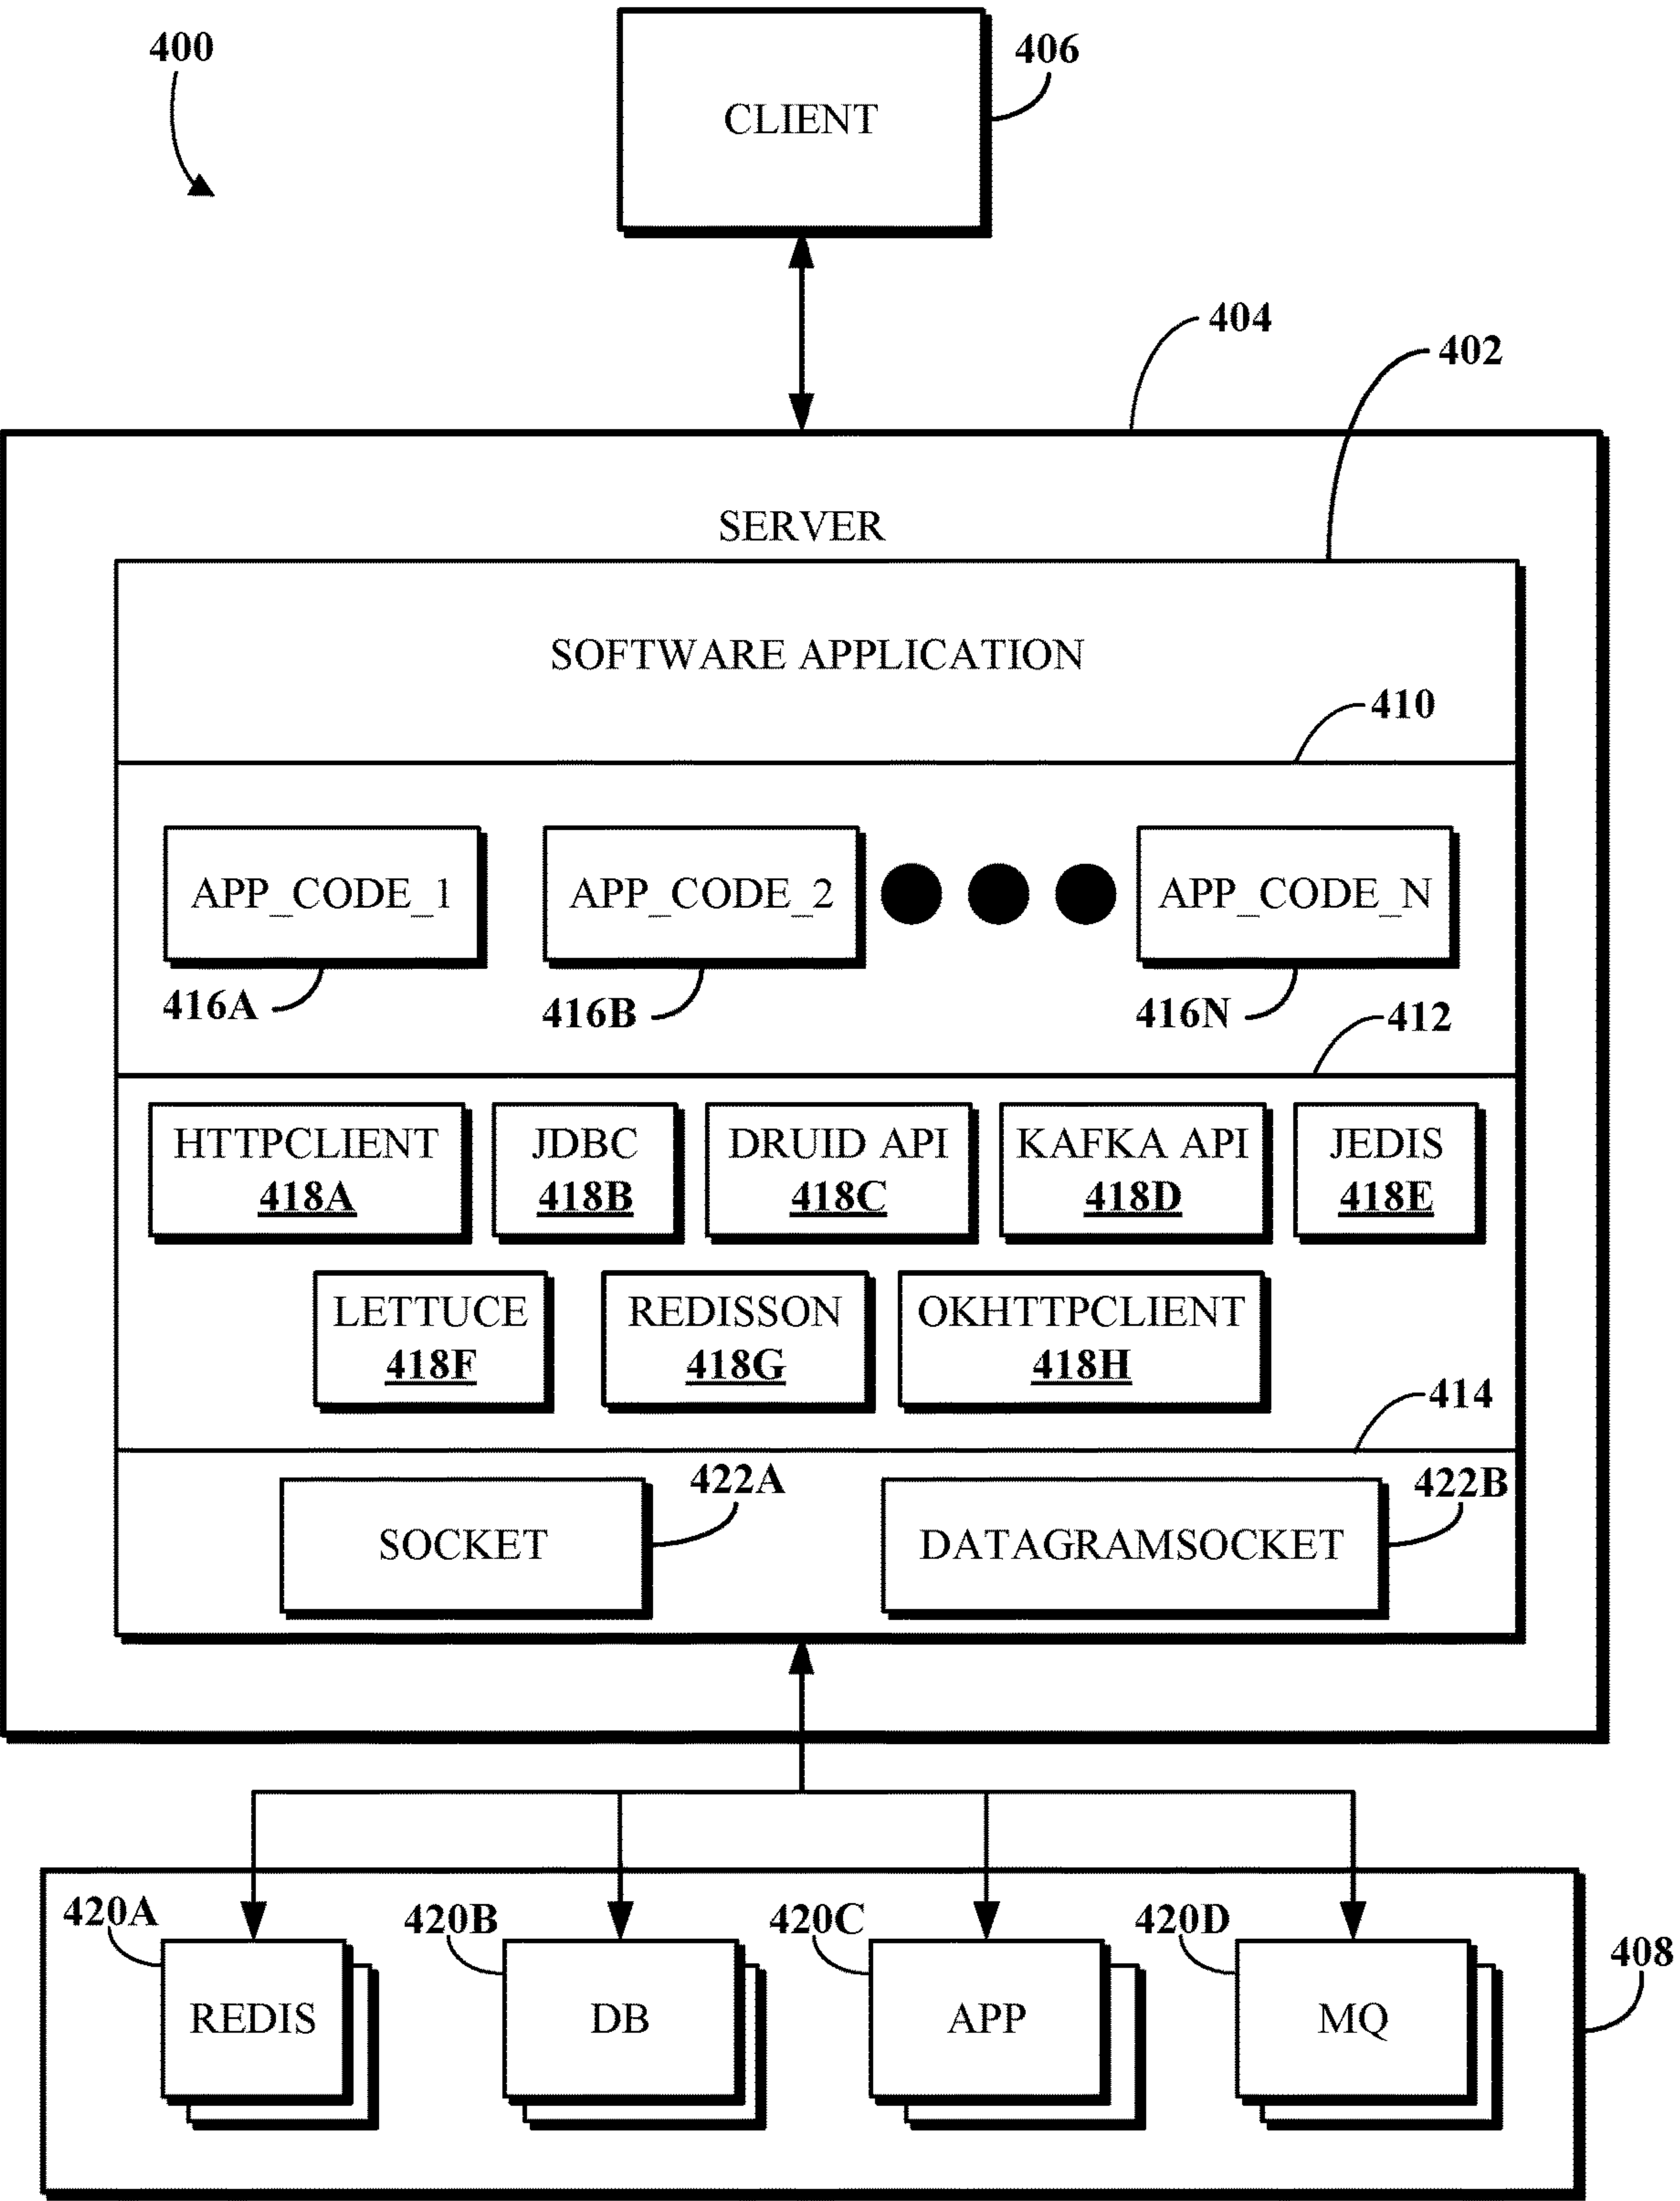 400
CLIENT
406
404
402
SERVER
SOFTWARE APPLICATION
410
APP_CODE_1
APP_CODE_2
APP_CODE_N
416A
416B
416N
412
HTTPCLIENT
418A
JDBC
418B
DRUID API
418C
KAFKA API
418D
JEDIS
418E
LETTUCE
418F
REDISSON
418G
OKHTTPCLIENT
418H
414
SOCKET
422A
DATAGRAMSOCKET
422B
420A
REDIS
420B
DB
420C
APP
420D
MQ
408